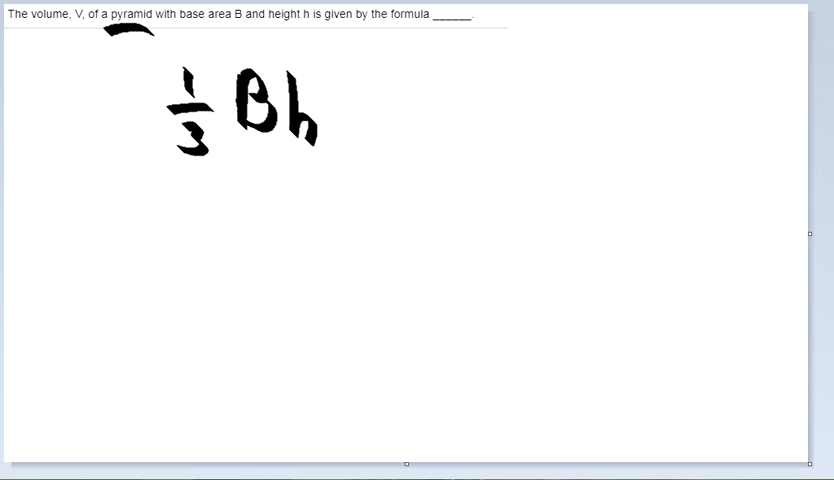 The volume, V, of a pyramid with base area B and height h is given by the formula ______.
1/3 Bh